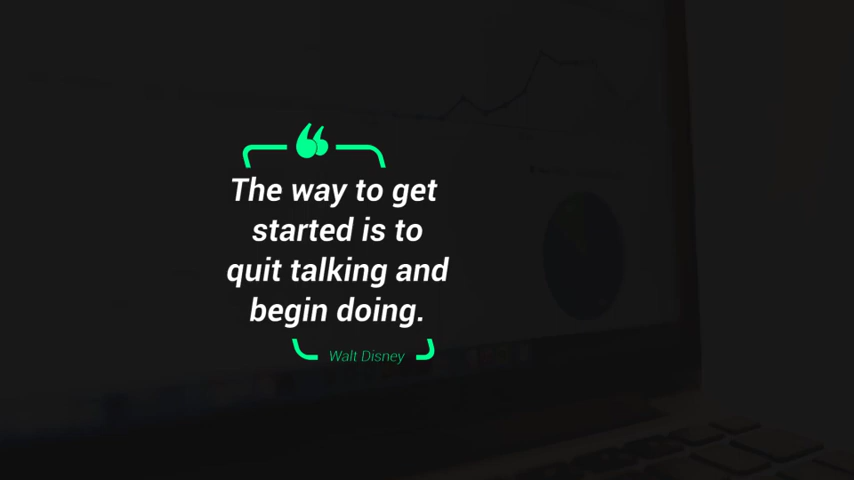 The way to get
started is to
quit talking and
begin doing.
Walt Disney